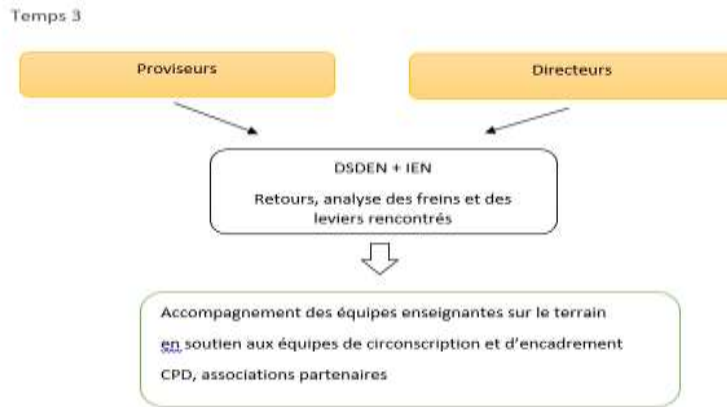 Temps 3
Proviseurs
Directeurs
DSDEN + IEN
Retours, analyse des freins et des
leviers rencontrés
Accompagnement des équipes enseignantes sur le terrain
en soutien aux équipes de circonscription et d'encadrement
CPD, associations partenaires